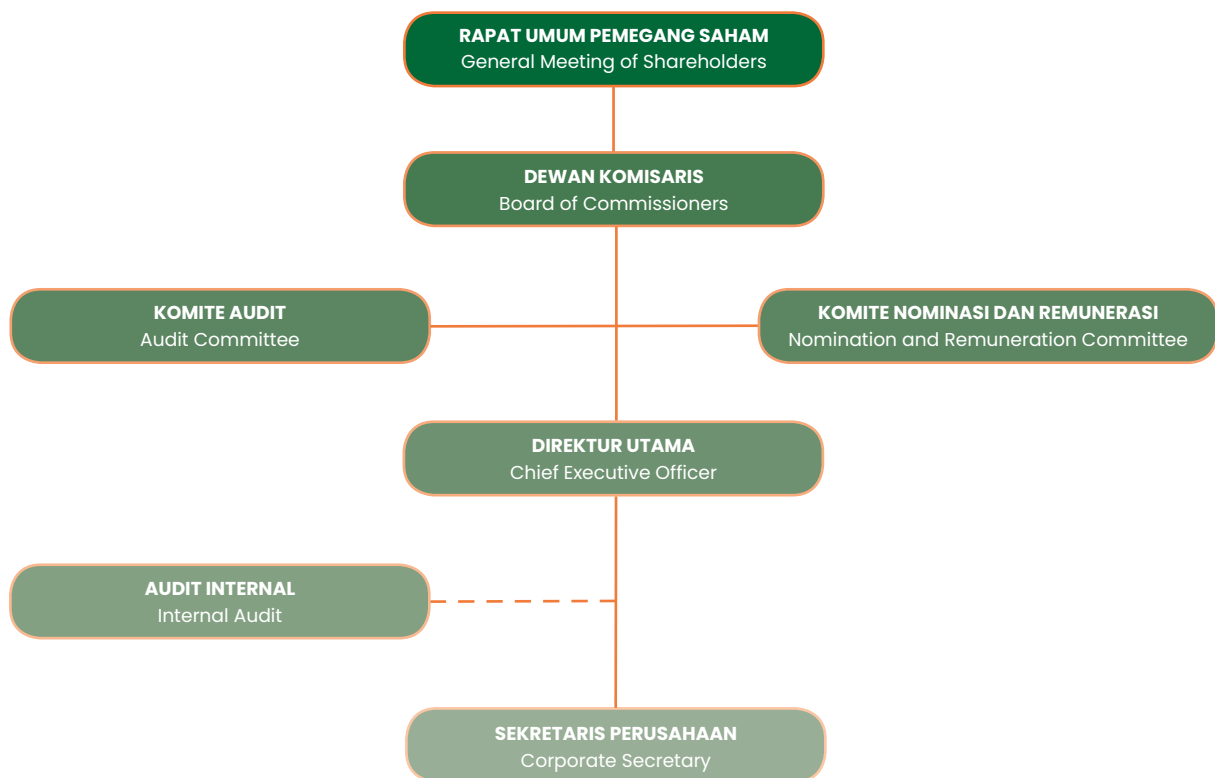 RAPAT UMUM PEMEGANG SAHAM
General Meeting of Shareholders
DEWAN KOMISARIS
Board of Commissioners
KOMITE AUDIT
Audit Committee
KOMITE NOMINASI DAN REMUNERASI
Nomination and Remuneration Committee
DIREKTUR UTAMA
Chief Executive Officer
AUDIT INTERNAL
Internal Audit
SEKRETARIS PERUSAHAAN
Corporate Secretary